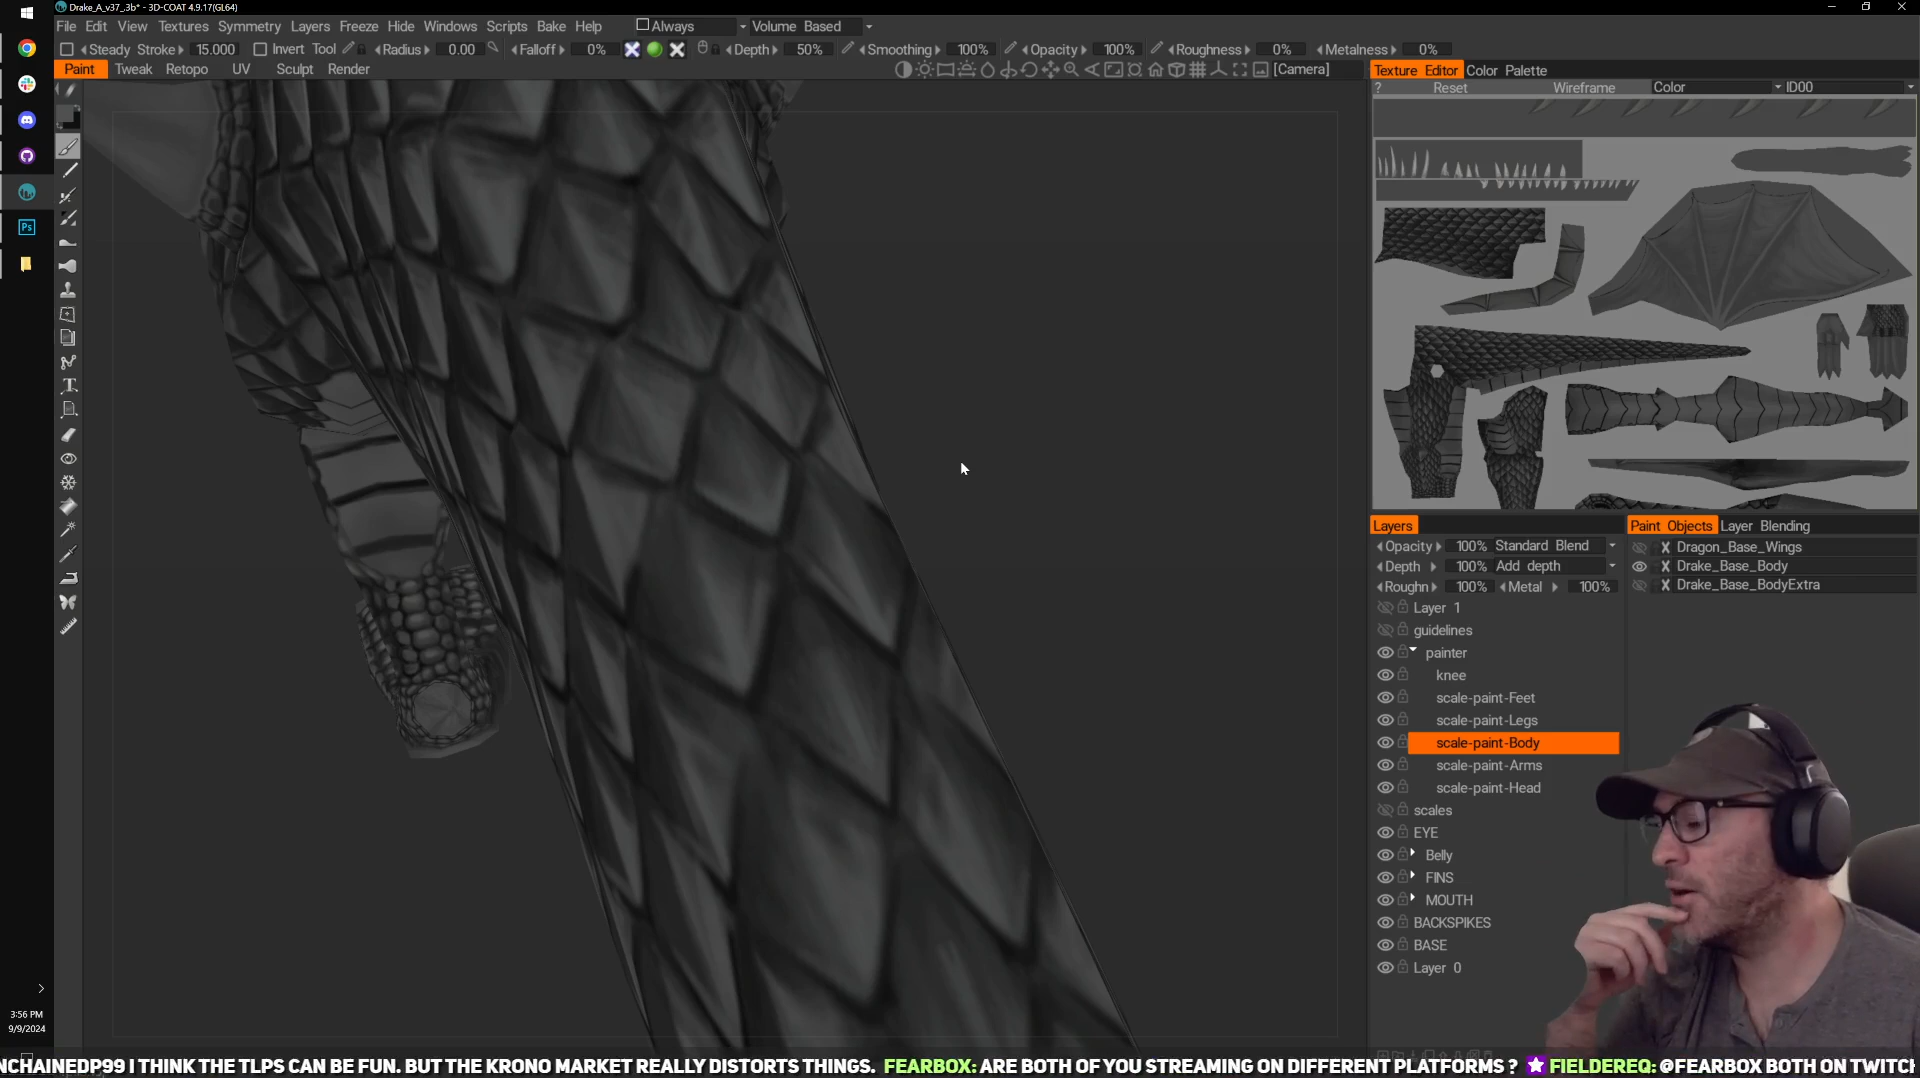 Drake_A_v37_.3b* - 3D-COAT 4.9.17(GL64)
File Edit View Textures Symmetry Layers Freeze Hide Windows Scripts Bake Help Always Volume Based
Steady Stroke 15.000 Invert Tool Radius 0.00 Falloff 0% Depth 50% Smoothing 100% Opacity 100% Roughness 0% Metalness 0%
Paint Tweak Retopo UV Sculpt Render [Camera]
Texture Editor Color Palette
? Reset Wireframe Color ID00
Layers
Opacity 100% Standard Blend
Depth 100% Add depth
Roughn 100% Metal 100%
Layer 1
guidelines
painter
knee
scale-paint-Feet
scale-paint-Legs
scale-paint-Body
scale-paint-Arms
scale-paint-Head
scales
EYE
Belly
FINS
MOUTH
BACKSPIKES
BASE
Layer 0
Paint Objects Layer Blending
Dragon_Base_Wings
Drake_Base_Body
Drake_Base_BodyExtra
Ps
3:56 PM
9/9/2024
NCHAINEDP99 I THINK THE TLPS CAN BE FUN. BUT THE KRONO MARKET REALLY DISTORTS THINGS. FEARBOX: ARE BOTH OF YOU STREAMING ON DIFFERENT PLATFORMS ? FIELDEREQ: @FEARBOX BOTH ON TWITCH